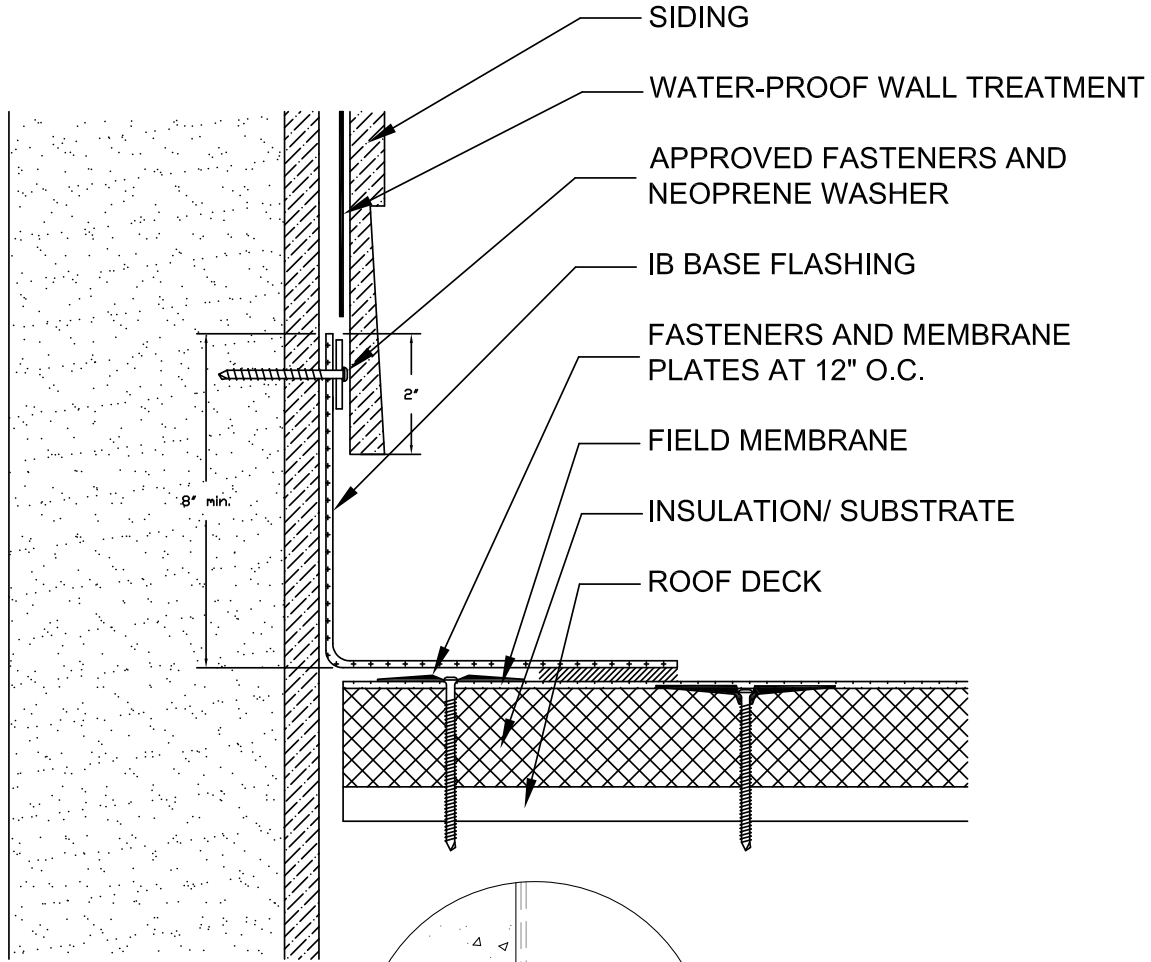 SIDING
WATER-PROOF WALL TREATMENT
APPROVED FASTENERS AND
NEOPRENE WASHER
IB BASE FLASHING
FASTENERS AND MEMBRANE
PLATES AT 12" O.C.
FIELD MEMBRANE
INSULATION/ SUBSTRATE
ROOF DECK
2"
8" min.